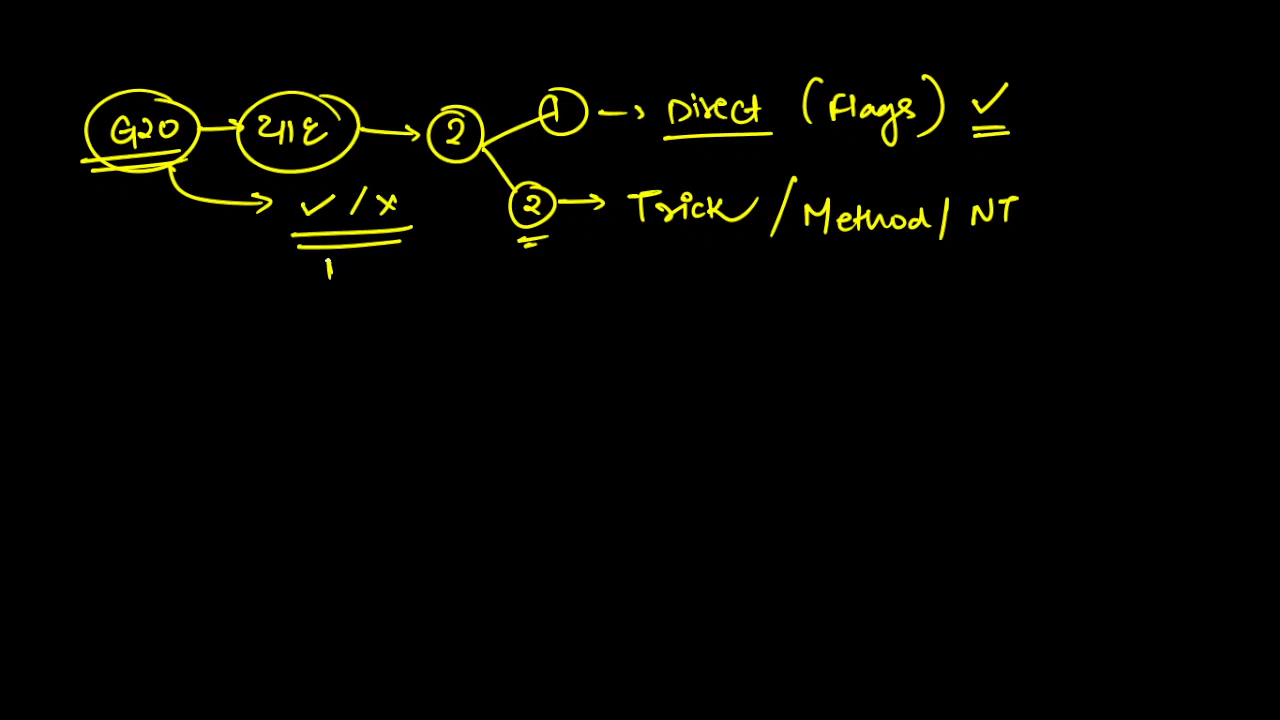 G20 → याद → 2 1 → Direct (Flags) ✓
✓ / x 2 → Trick / Method / NT